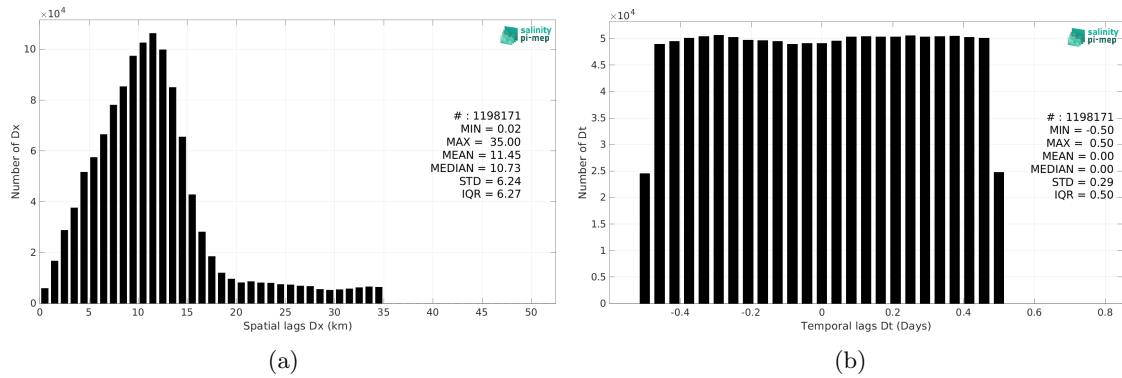 ×10⁴
10
8
6
4
2
0
Number of Dx
salinity
pi-mep
# : 1198171
MIN = 0.02
MAX = 35.00
MEAN = 11.45
MEDIAN = 10.73
STD = 6.24
IQR = 6.27
0 5 10 15 20 25 30 35 40 45 50
Spatial lags Dx (km)
(a)
×10⁴
5
4.5
4
3.5
3
2.5
2
1.5
1
0.5
0
Number of Dt
salinity
pi-mep
# : 1198171
MIN = -0.50
MAX = 0.50
MEAN = 0.00
MEDIAN = 0.00
STD = 0.29
IQR = 0.50
-0.4 -0.2 0 0.2 0.4 0.6 0.8
Temporal lags Dt (Days)
(b)